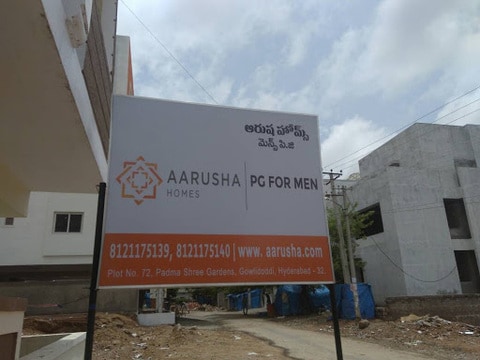 ఆరుష హోమ్స్
మెన్స్ పి.జి
AARUSHA
HOMES
PG FOR MEN
8121175139, 8121175140 | www. aarusha.com
Plot No: 72, Padma Shree Gardens, Gowlidoddi, Hyderabad - 32.